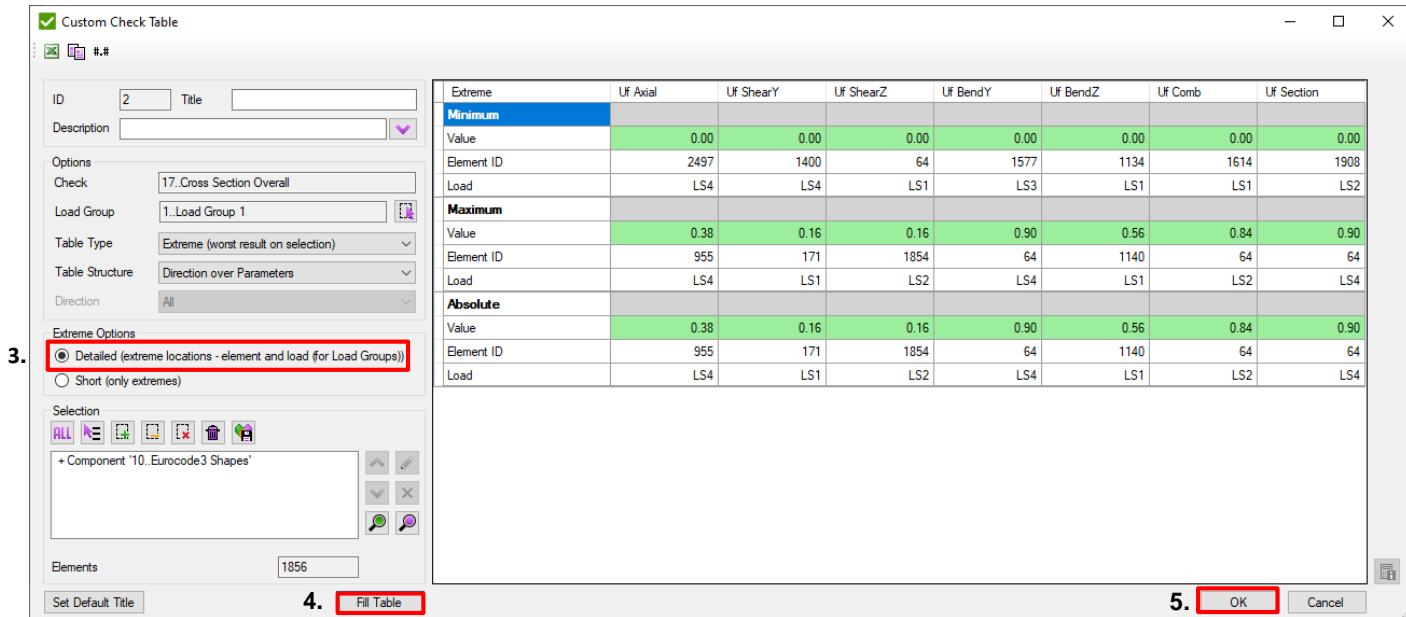 Custom Check Table
#.#
ID 2 Title
Description
Options
Check 17..Cross Section Overall
Load Group 1..Load Group 1
Table Type Extreme (worst result on selection)
Table Structure Direction over Parameters
Direction All
Extreme Options
3. Detailed (extreme locations - element and load (for Load Groups))
Short (only extremes)
Selection
ALL
+ Component '10..Eurocode3 Shapes'
Elements 1856
Set Default Title 4. Fill Table
Extreme Uf Axial Uf ShearY Uf ShearZ Uf BendY Uf BendZ Uf Comb Uf Section
Minimum
Value 0.00 0.00 0.00 0.00 0.00 0.00 0.00
Element ID 2497 1400 64 1577 1134 1614 1908
Load LS4 LS4 LS1 LS3 LS1 LS1 LS2
Maximum
Value 0.38 0.16 0.16 0.90 0.56 0.84 0.90
Element ID 955 171 1854 64 1140 64 64
Load LS4 LS1 LS2 LS4 LS1 LS2 LS4
Absolute
Value 0.38 0.16 0.16 0.90 0.56 0.84 0.90
Element ID 955 171 1854 64 1140 64 64
Load LS4 LS1 LS2 LS4 LS1 LS2 LS4
5. OK Cancel